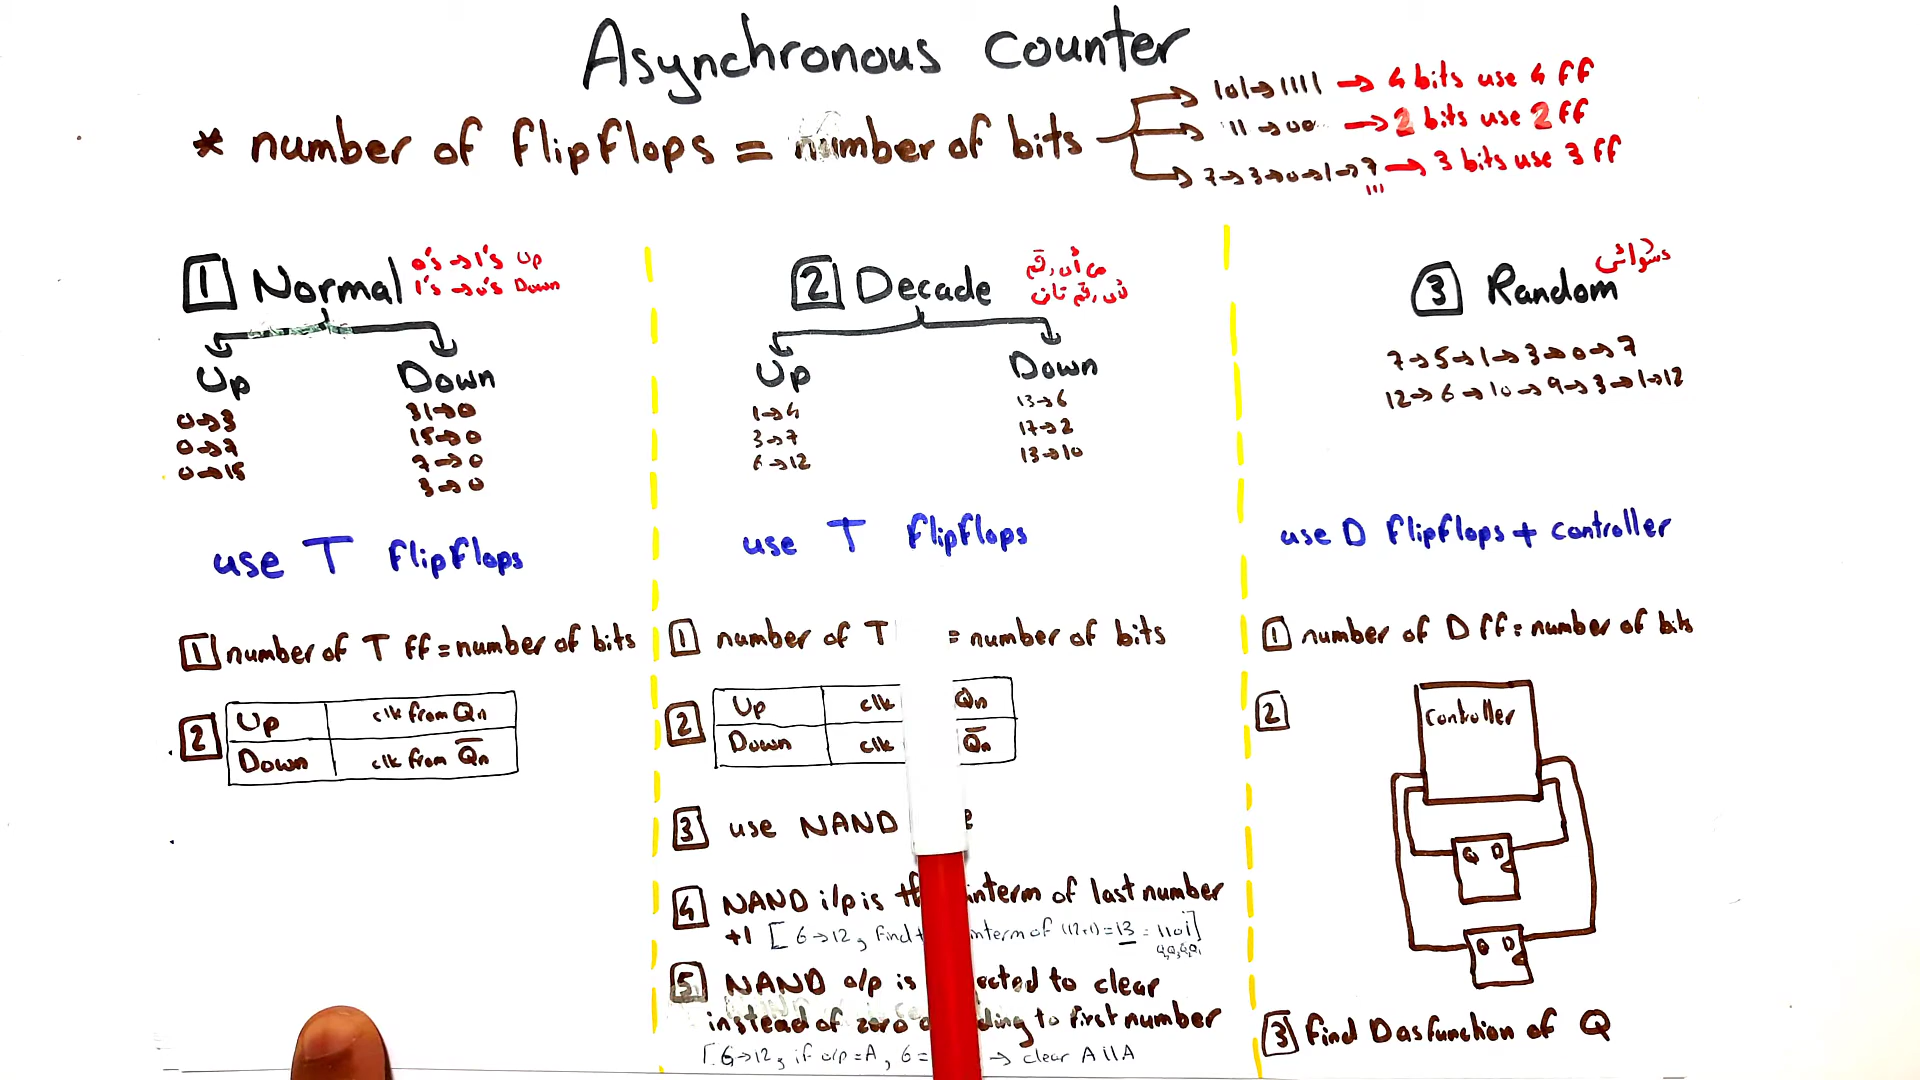 Asynchronous counter
* number of flipflops = number of bits
101→1111 → 4 bits use 4 ff
11→00 → 2 bits use 2 ff
7→3→0→1→7 → 3 bits use 3 ff
111
1 Normal
0's→1's Up
1's→0's Down
Up
0→3
0→7
0→15
Down
31→0
15→0
7→0
3→0
use T flipflops
1 number of T ff = number of bits
2
Up clk from Qn
Down clk from Q̅n
2 Decade
من أى رقم
لأى رقم تانى
Up
1→4
3→7
6→12
Down
13→6
17→2
13→10
use T flipflops
1 number of T = number of bits
2
Up clk Qn
Down clk Q̅n
3 use NAND
4 NAND i/p is interm of last number
+1 [6→12, find interm of (12+1)=13=1101]
5 NAND o/p is ected to clear
instead of zero ding to first number
[6→12, if o/p=A, 6= → clear A11A
3 Random
عشوائى
7→5→1→3→0→7
12→6→10→9→3→1→12
use D flipflops + controller
1 number of D ff = number of bits
2
controller
Q D
Q D
3 find D as function of Q